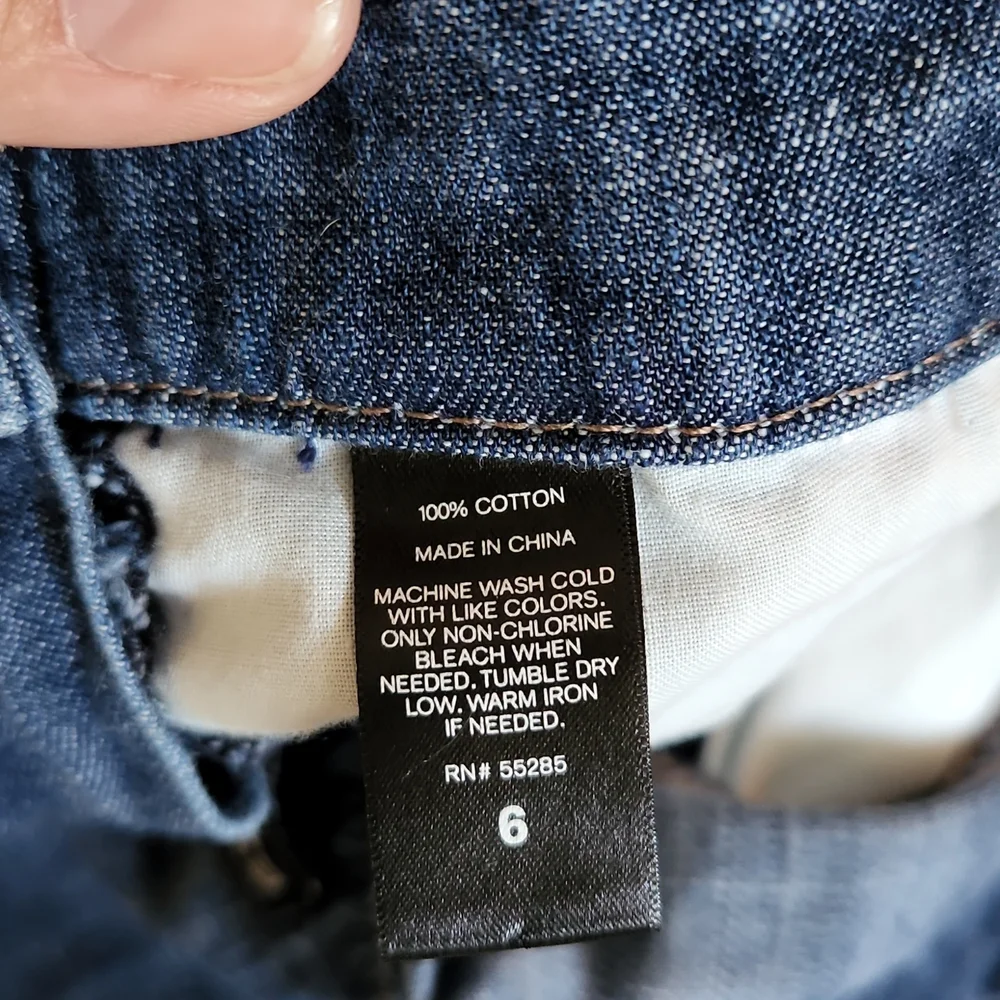 100% COTTON
MADE IN CHINA
MACHINE WASH COLD
WITH LIKE COLORS.
ONLY NON-CHLORINE
BLEACH WHEN
NEEDED. TUMBLE DRY
LOW. WARM IRON
IF NEEDED.
RN# 55285
6